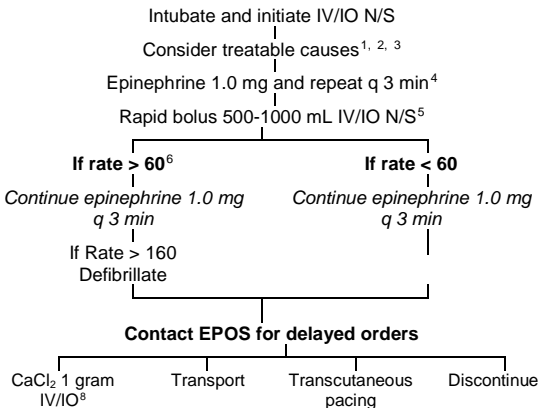 Intubate and initiate IV/IO N/S
Consider treatable causes1, 2, 3
Epinephrine 1.0 mg and repeat q 3 min4
Rapid bolus 500-1000 mL IV/IO N/S5
If rate > 606
Continue epinephrine 1.0 mg
q 3 min
If Rate > 160
Defibrillate
If rate < 60
Continue epinephrine 1.0 mg
q 3 min
Contact EPOS for delayed orders
CaCl2 1 gram
IV/IO8
Transport
Transcutaneous
pacing
Discontinue